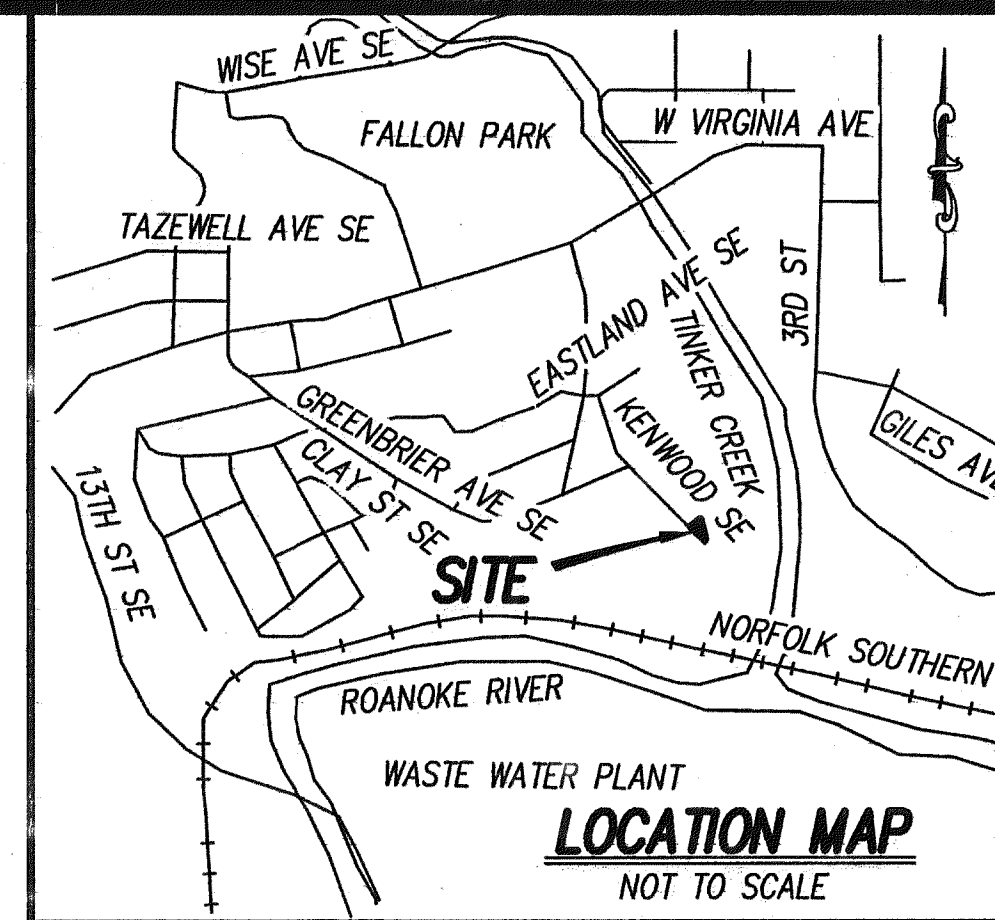 WISE AVE SE
FALLON PARK
W VIRGINIA AVE
TAZEWELL AVE SE
EASTLAND AVE SE
3RD ST
TINKER CREEK
GREENBRIER AVE SE
KENWOOD SE
GILES AVE
CLAY ST SE
13TH ST SE
SITE
NORFOLK SOUTHERN
ROANOKE RIVER
WASTE WATER PLANT
LOCATION MAP
NOT TO SCALE